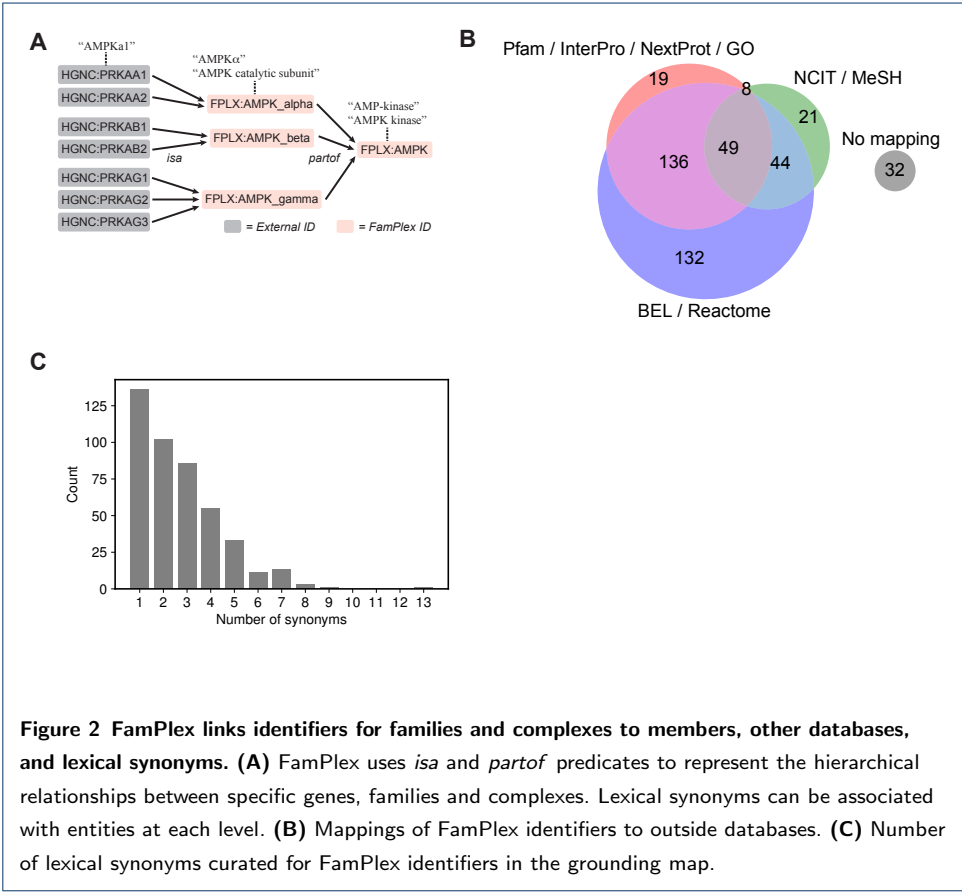 A
"AMPKa1"
"AMPKα"
"AMPK catalytic subunit"
HGNC:PRKAA1
HGNC:PRKAA2
FPLX:AMPK_alpha
"AMP-kinase"
"AMPK kinase"
HGNC:PRKAB1
HGNC:PRKAB2
FPLX:AMPK_beta
FPLX:AMPK
isa
partof
HGNC:PRKAG1
HGNC:PRKAG2
HGNC:PRKAG3
FPLX:AMPK_gamma
= External ID
= FamPlex ID
B
Pfam / InterPro / NextProt / GO
19
8
NCIT / MeSH
21
No mapping
32
136
49
44
132
BEL / Reactome
C
Count
125
100
75
50
25
0
1 2 3 4 5 6 7 8 9 10 11 12 13
Number of synonyms
Figure 2 FamPlex links identifiers for families and complexes to members, other databases,
and lexical synonyms. (A) FamPlex uses isa and partof predicates to represent the hierarchical
relationships between specific genes, families and complexes. Lexical synonyms can be associated
with entities at each level. (B) Mappings of FamPlex identifiers to outside databases. (C) Number
of lexical synonyms curated for FamPlex identifiers in the grounding map.